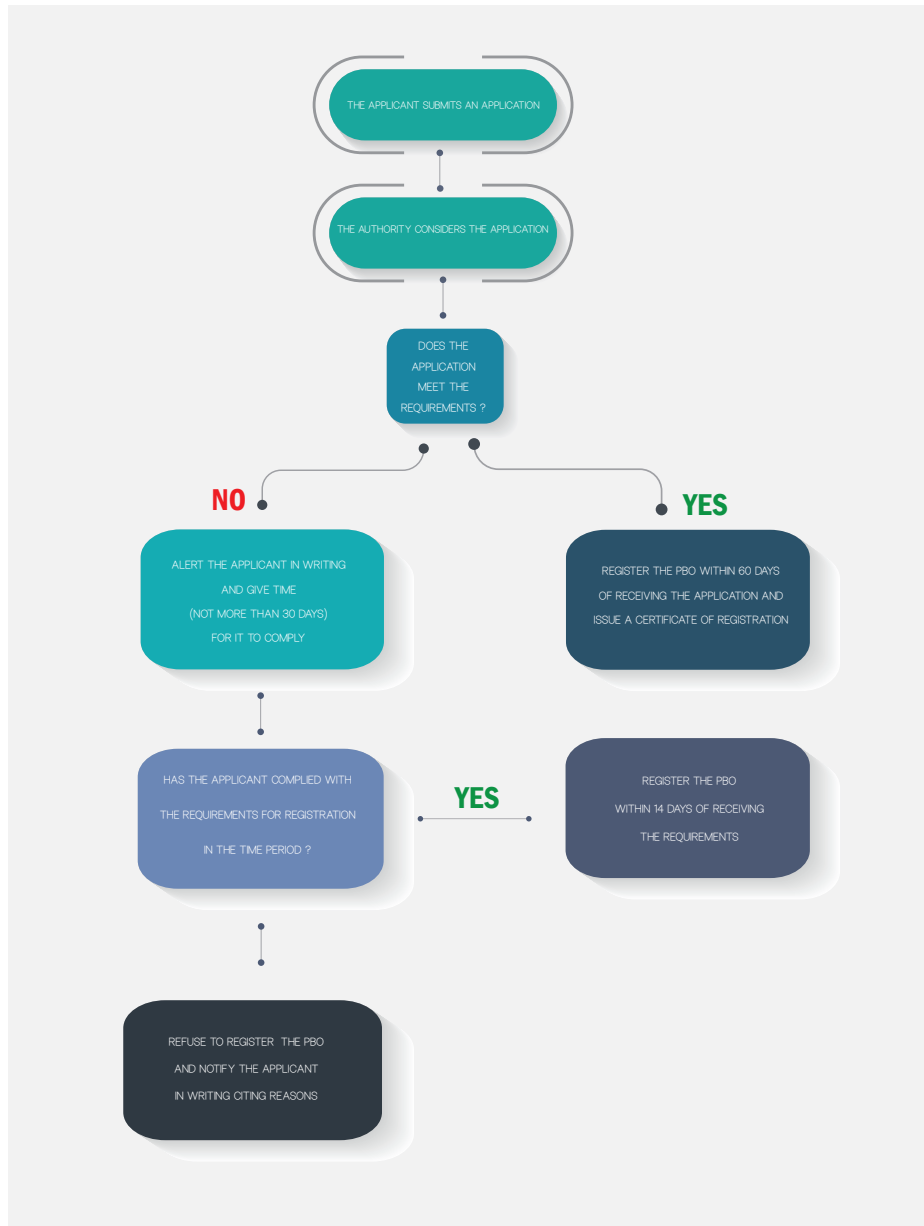 THE APPLICANT SUBMITS AN APPLICATION
THE AUTHORITY CONSIDERS THE APPLICATION
DOES THE
APPLICATION
MEET THE
REQUIREMENTS ?
NO
YES
ALERT THE APPLICANT IN WRITING
AND GIVE TIME
(NOT MORE THAN 30 DAYS)
FOR IT TO COMPLY
REGISTER THE PBO WITHIN 60 DAYS
OF RECEIVING THE APPLICATION AND
ISSUE A CERTIFICATE OF REGISTRATION
HAS THE APPLICANT COMPLIED WITH
THE REQUIREMENTS FOR REGISTRATION
IN THE TIME PERIOD ?
YES
REGISTER THE PBO
WITHIN 14 DAYS OF RECEIVING
THE REQUIREMENTS
REFUSE TO REGISTER THE PBO
AND NOTIFY THE APPLICANT
IN WRITING CITING REASONS